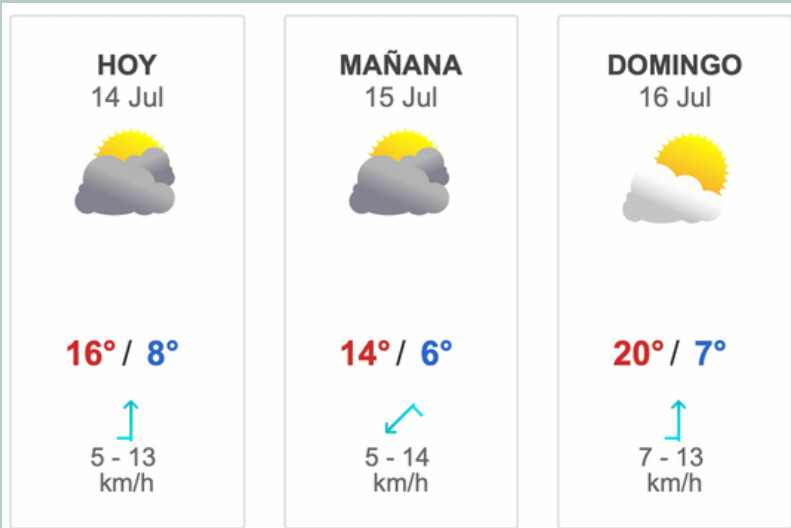 HOY
14 Jul
16° / 8°
5 - 13
km/h
MAÑANA
15 Jul
14° / 6°
5 - 14
km/h
DOMINGO
16 Jul
20° / 7°
7 - 13
km/h